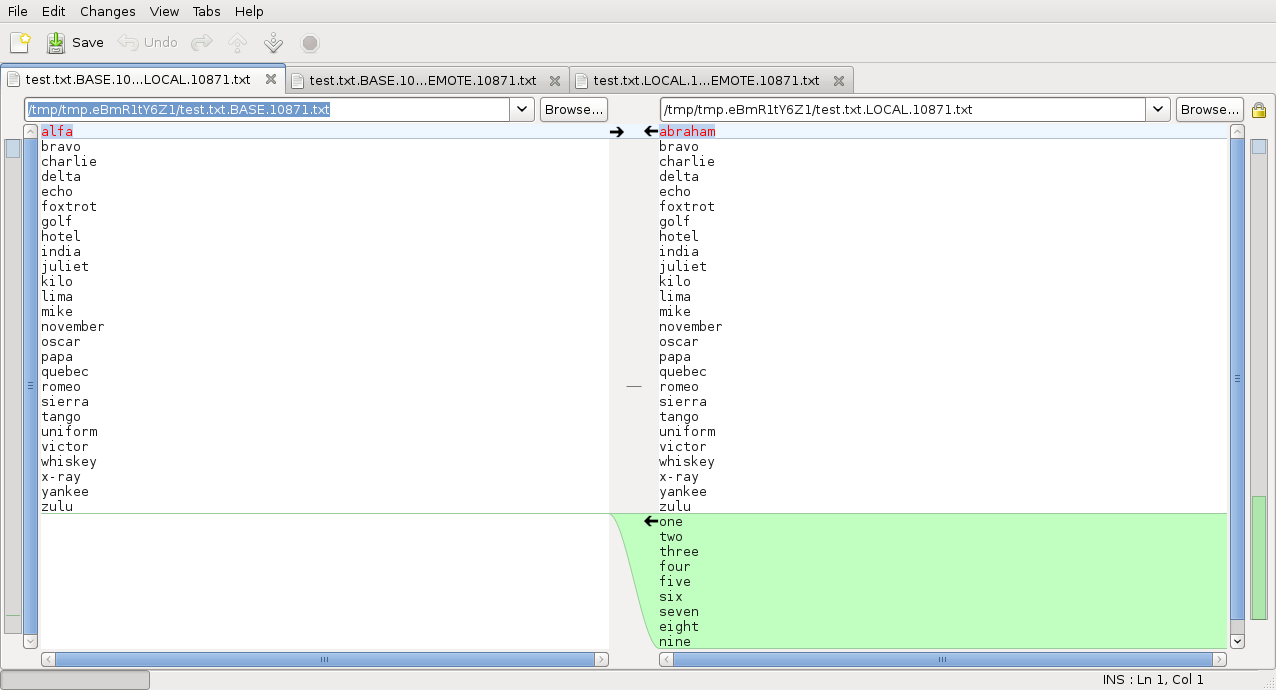 File Edit Changes View Tabs Help
Save Undo
test.txt.BASE.10...LOCAL.10871.txt test.txt.BASE.10...EMOTE.10871.txt test.txt.LOCAL.1...EMOTE.10871.txt
/tmp/tmp.eBmR1tY6Z1/test.txt.BASE.10871.txt Browse... /tmp/tmp.eBmR1tY6Z1/test.txt.LOCAL.10871.txt Browse...
alfa
bravo
charlie
delta
echo
foxtrot
golf
hotel
india
juliet
kilo
lima
mike
november
oscar
papa
quebec
romeo
sierra
tango
uniform
victor
whiskey
x-ray
yankee
zulu
abraham
bravo
charlie
delta
echo
foxtrot
golf
hotel
india
juliet
kilo
lima
mike
november
oscar
papa
quebec
romeo
sierra
tango
uniform
victor
whiskey
x-ray
yankee
zulu
one
two
three
four
five
six
seven
eight
nine
INS : Ln 1, Col 1